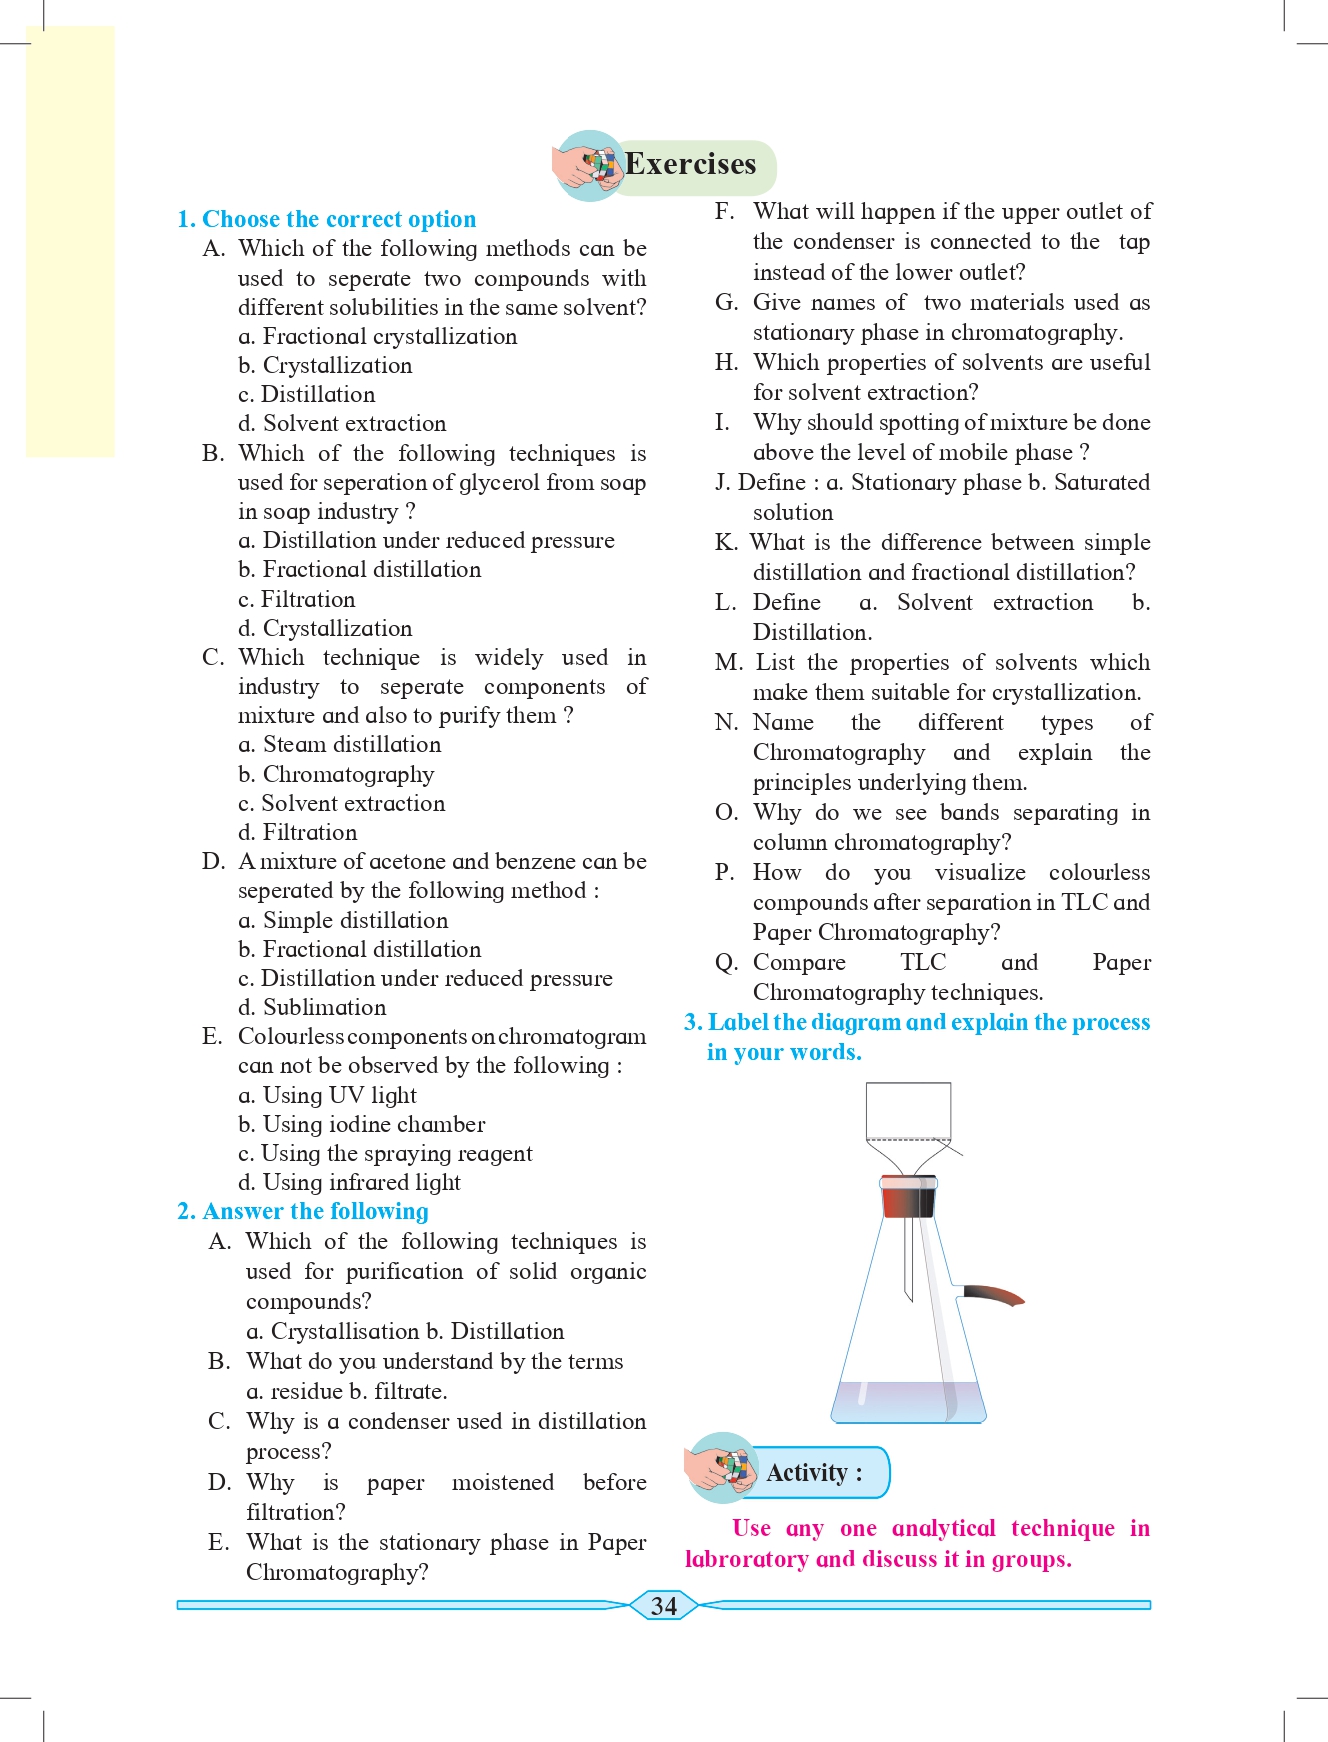 Exercises
1. Choose the correct option
A. Which of the following methods can be
used to seperate two compounds with
different solubilities in the same solvent?
a. Fractional crystallization
b. Crystallization
c. Distillation
d. Solvent extraction
B. Which of the following techniques is
used for seperation of glycerol from soap
in soap industry ?
a. Distillation under reduced pressure
b. Fractional distillation
c. Filtration
d. Crystallization
C. Which technique is widely used in
industry to seperate components of
mixture and also to purify them ?
a. Steam distillation
b. Chromatography
c. Solvent extraction
d. Filtration
D. A mixture of acetone and benzene can be
seperated by the following method :
a. Simple distillation
b. Fractional distillation
c. Distillation under reduced pressure
d. Sublimation
E. Colourless components on chromatogram
can not be observed by the following :
a. Using UV light
b. Using iodine chamber
c. Using the spraying reagent
d. Using infrared light
2. Answer the following
A. Which of the following techniques is
used for purification of solid organic
compounds?
a. Crystallisation b. Distillation
B. What do you understand by the terms
a. residue b. filtrate.
C. Why is a condenser used in distillation
process?
D. Why is paper moistened before
filtration?
E. What is the stationary phase in Paper
Chromatography?
F. What will happen if the upper outlet of
the condenser is connected to the tap
instead of the lower outlet?
G. Give names of two materials used as
stationary phase in chromatography.
H. Which properties of solvents are useful
for solvent extraction?
I. Why should spotting of mixture be done
above the level of mobile phase ?
J. Define : a. Stationary phase b. Saturated
solution
K. What is the difference between simple
distillation and fractional distillation?
L. Define a. Solvent extraction b.
Distillation.
M. List the properties of solvents which
make them suitable for crystallization.
N. Name the different types of
Chromatography and explain the
principles underlying them.
O. Why do we see bands separating in
column chromatography?
P. How do you visualize colourless
compounds after separation in TLC and
Paper Chromatography?
Q. Compare TLC and Paper
Chromatography techniques.
3. Label the diagram and explain the process
in your words.
Activity :
Use any one analytical technique in
labroratory and discuss it in groups.
34